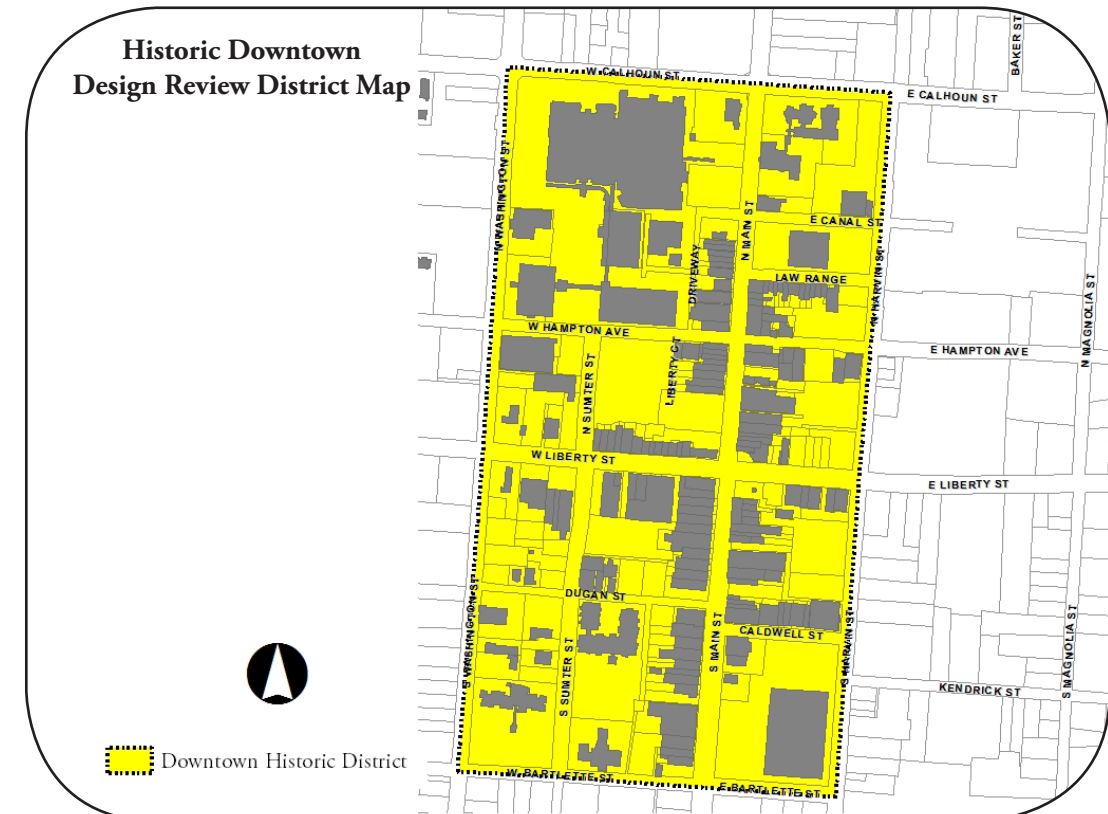 Historic Downtown
Design Review District Map
BAKER ST
W CALHOUN ST
E CALHOUN ST
N WASHINGTON ST
N MAIN ST
E CANAL ST
DRIVEWAY
LAW RANGE
N HARVIN ST
N MAGNOLIA ST
W HAMPTON AVE
E HAMPTON AVE
N SUMTER ST
LIBERTY CT
W LIBERTY ST
E LIBERTY ST
DUGAN ST
S WASHINGTON ST
S SUMTER ST
S MAIN ST
CALDWELL ST
S HARVIN ST
S MAGNOLIA ST
KENDRICK ST
W BARTLETTE ST
E BARTLETTE ST
Downtown Historic District